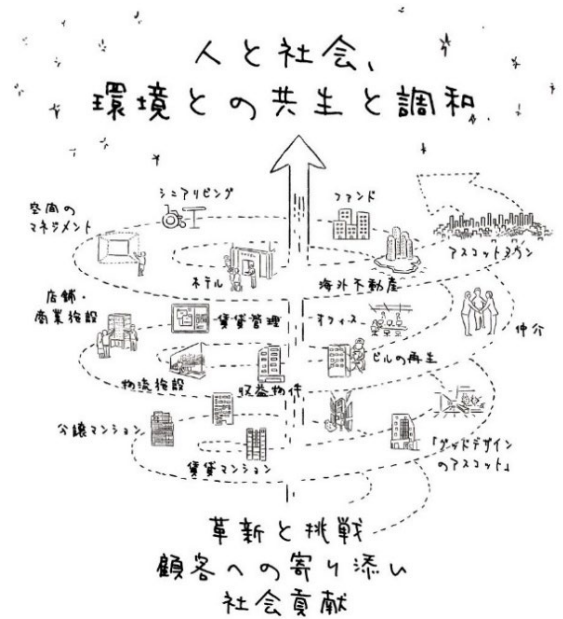 人と社会、
環境との共生と調和。
シニアリビング
ファンド
空間の
マネジメント
アスコットタウン
ホテル
海外不動産
店舗・
商業施設
賃貸管理
オフィス
仲介
物流施設
収益物件
ビルの再生
分譲マンション
賃貸マンション
「グッドデザイン
のアスコット」
革新と挑戦
顧客への寄り添い
社会貢献